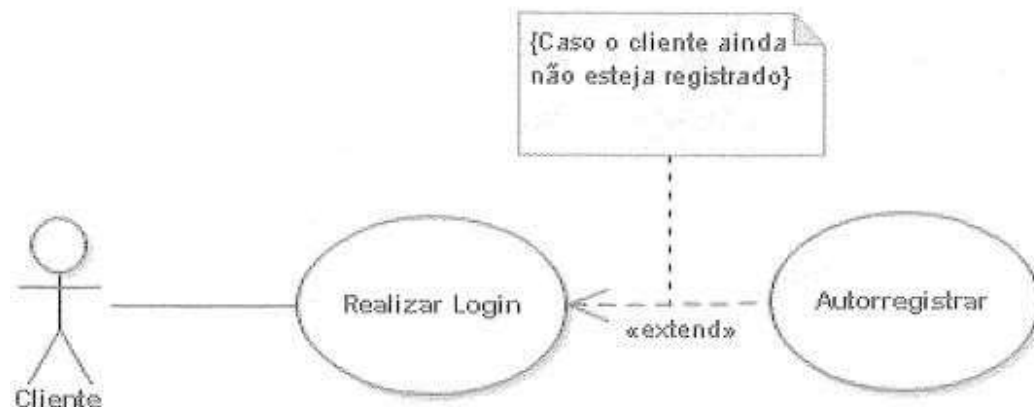 {Caso o cliente ainda
não esteja registrado}
Realizar Login
Autorregistrar
«extend»
Cliente